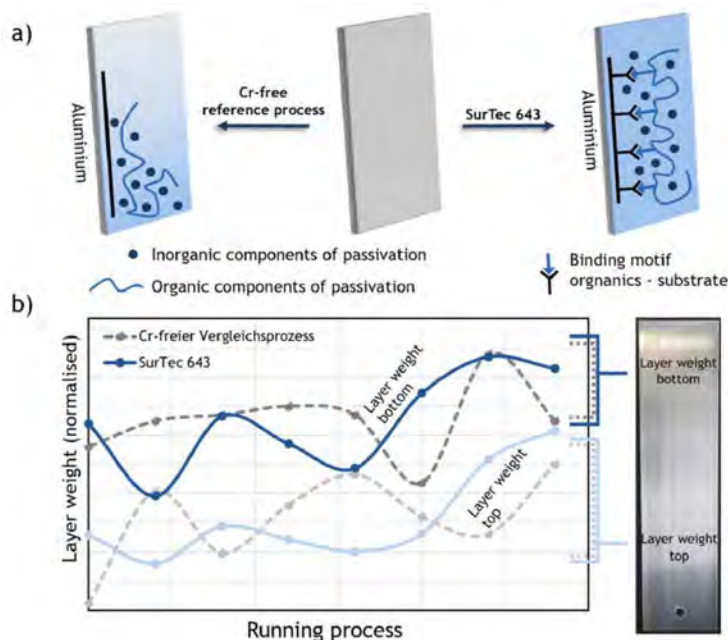 a)
Cr-free
reference process
SurTec 643
Aluminium
Aluminium
Inorganic components of passivation
Organic components of passivation
Binding motif
orgnanics - substrate
b)
Cr-freier Vergleichsprozess
SurTec 643
Layer weight
bottom
Layer weight
top
Layer weight (normalised)
Running process
Layer weight
bottom
Layer weight
top